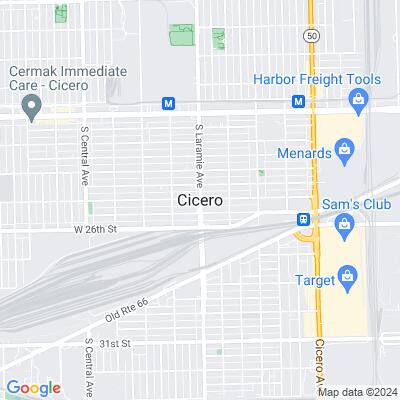 50
Cermak Immediate
Care - Cicero
Harbor Freight Tools
M
M
S Central Ave
S Laramie Ave
Menards
Cicero
Sam's Club
W 26th St
Target
Old Rte 66
31st St
S Central Ave
Cicero Av
Google
Map data ©2024